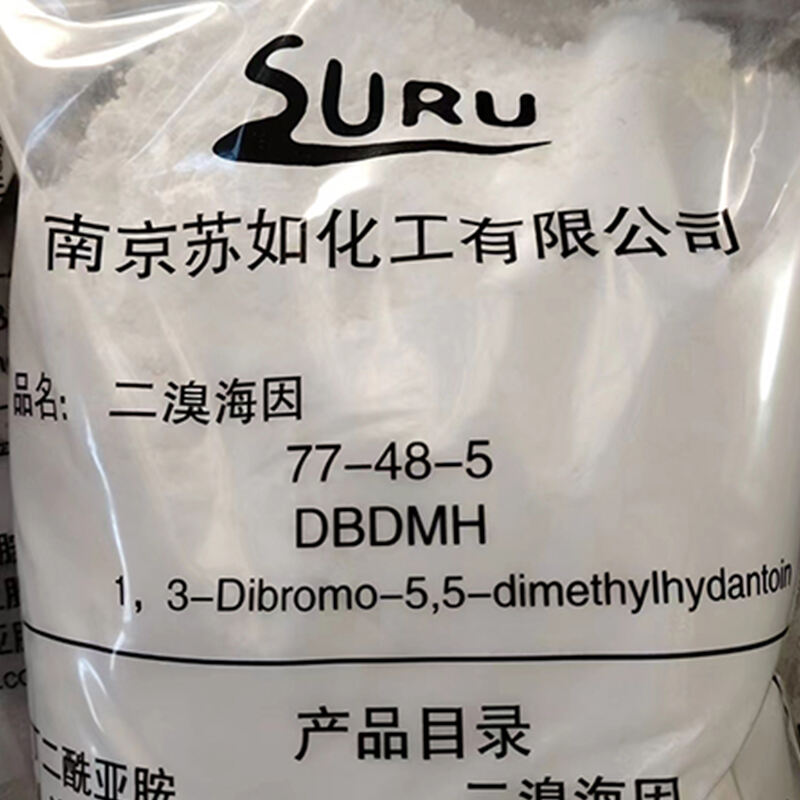 SURU
南京苏如化工有限公司
品名: 二溴海因
77-48-5
DBDMH
1, 3-Dibromo-5,5-dimethylhydantoin
产品目录
丁二酰亚胺 二溴海因